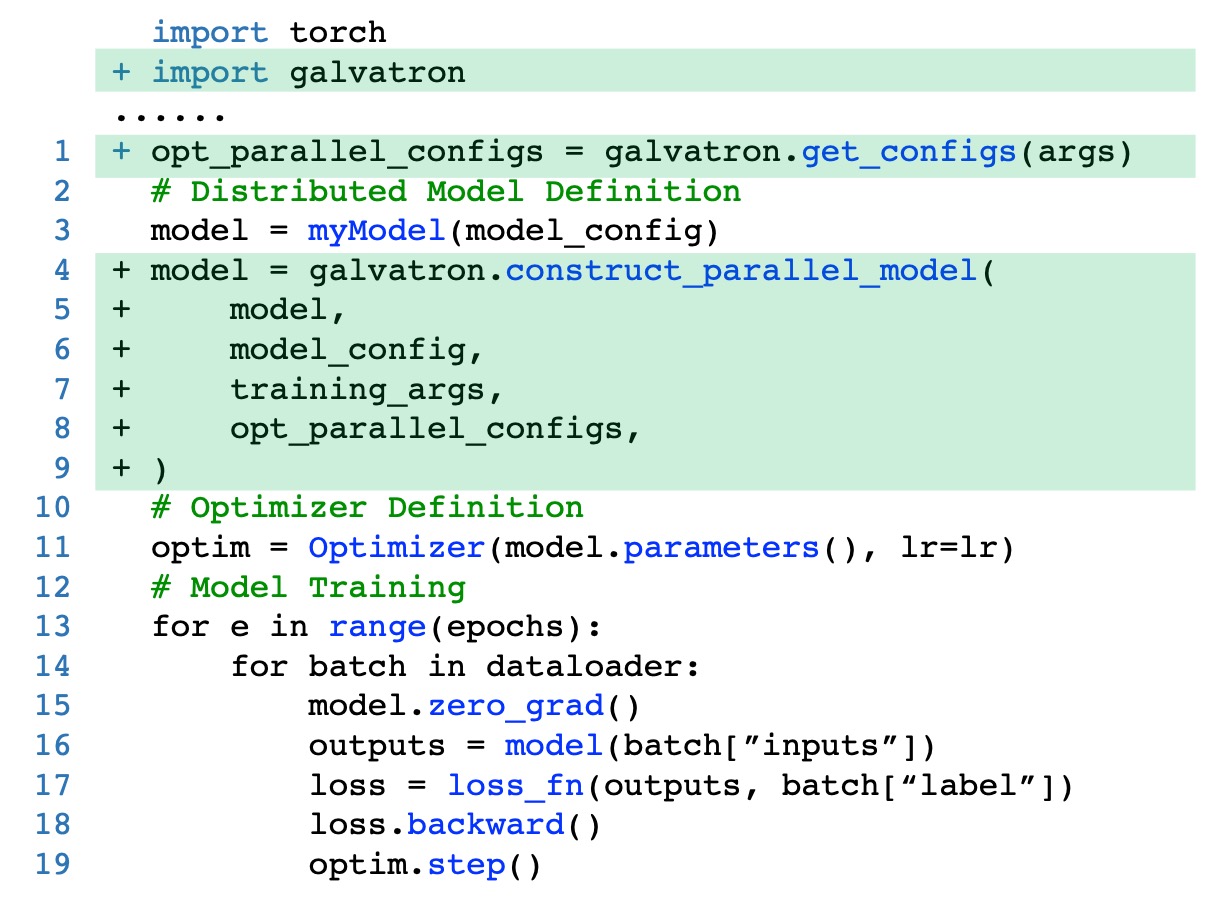 import torch
+ import galvatron
......
1 + opt_parallel_configs = galvatron.get_configs(args)
2 # Distributed Model Definition
3 model = myModel(model_config)
4 + model = galvatron.construct_parallel_model(
5 + model,
6 + model_config,
7 + training_args,
8 + opt_parallel_configs,
9 + )
10 # Optimizer Definition
11 optim = Optimizer(model.parameters(), lr=lr)
12 # Model Training
13 for e in range(epochs):
14 for batch in dataloader:
15 model.zero_grad()
16 outputs = model(batch[”inputs”])
17 loss = loss_fn(outputs, batch[“label”])
18 loss.backward()
19 optim.step()